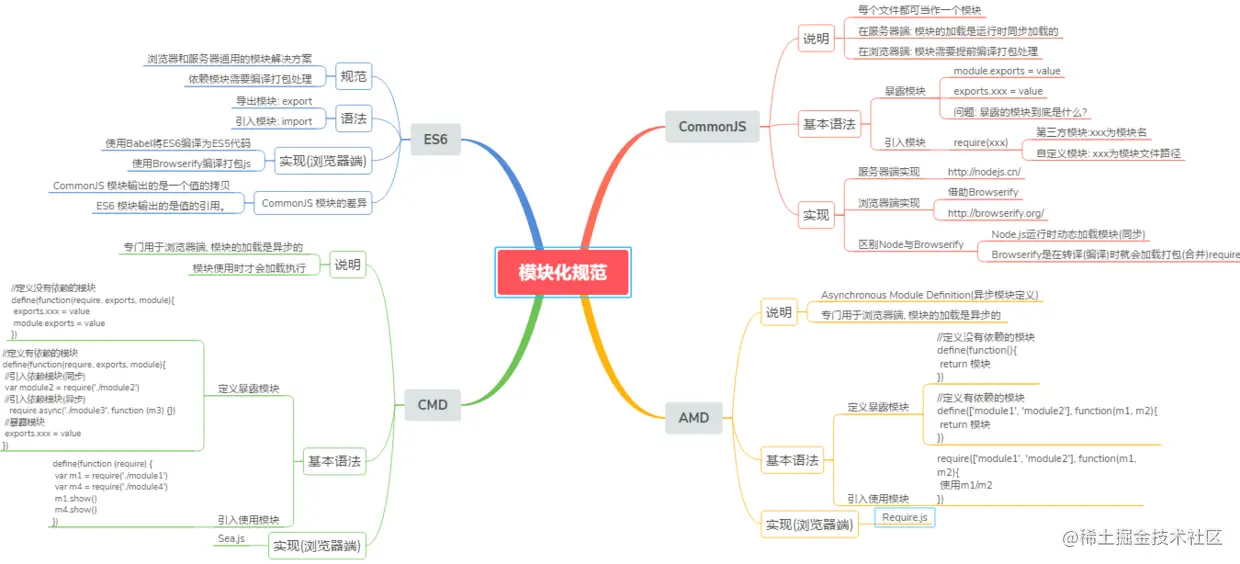 模块化规范
CommonJS
说明
每个文件都可当作一个模块
在服务器端: 模块的加载是运行时同步加载的
在浏览器端: 模块需要提前编译打包处理
基本语法
暴露模块
module.exports = value
exports.xxx = value
问题: 暴露的模块到底是什么?
引入模块
require(xxx)
第三方模块:xxx为模块名
自定义模块: xxx为模块文件路径
实现
服务器端实现
http://nodejs.cn/
浏览器端实现
借助Browserify
http://browserify.org/
区别Node与Browserify
Node.js运行时动态加载模块(同步)
Browserify是在转译(编译)时就会加载打包(合并)require
AMD
说明
Asynchronous Module Definition(异步模块定义)
专门用于浏览器端, 模块的加载是异步的
基本语法
定义暴露模块
//定义没有依赖的模块
define(function(){
return 模块
})
//定义有依赖的模块
define(['module1', 'module2'], function(m1, m2){
return 模块
})
引入使用模块
require(['module1', 'module2'], function(m1,
m2){
使用m1/m2
})
实现(浏览器端)
Require.js
ES6
规范
浏览器和服务器通用的模块解决方案
依赖模块需要编译打包处理
语法
导出模块: export
引入模块: import
实现(浏览器端)
使用Babel将ES6编译为ES5代码
使用Browserify编译打包js
CommonJS 模块的差异
CommonJS 模块输出的是一个值的拷贝
ES6 模块输出的是值的引用。
CMD
说明
专门用于浏览器端, 模块的加载是异步的
模块使用时才会加载执行
基本语法
定义暴露模块
//定义没有依赖的模块
define(function(require, exports, module){
exports.xxx = value
module.exports = value
})
//定义有依赖的模块
define(function(require, exports, module){
//引入依赖模块(同步)
var module2 = require('./module2')
//引入依赖模块(异步)
require.async('./module3', function (m3) {})
//暴露模块
exports.xxx = value
})
引入使用模块
define(function (require) {
var m1 = require('./module1')
var m4 = require('./module4')
m1.show()
m4.show()
})
实现(浏览器端)
Sea.js
@稀土掘金技术社区